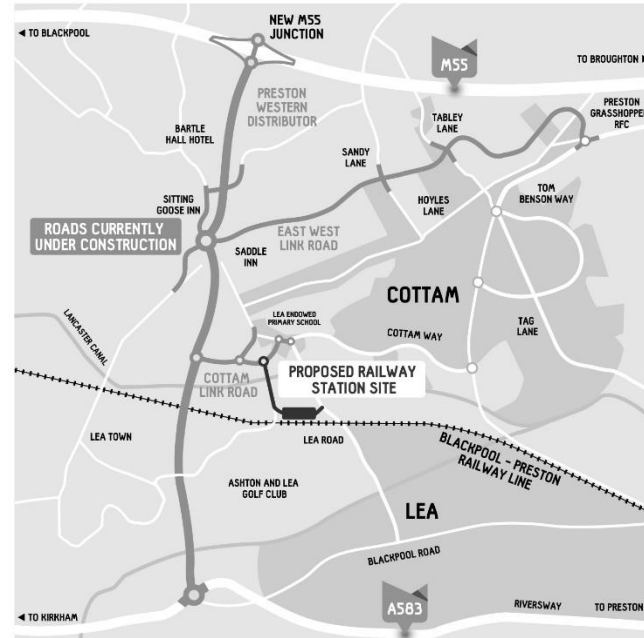 NEW M55
JUNCTION
◄ TO BLACKPOOL
M55
TO BROUGHTON ►
PRESTON
WESTERN
DISTRIBUTOR
PRESTON
GRASSHOPPERS
RFC
BARTLE
HALL HOTEL
TABLEY
LANE
SANDY
LANE
SITTING
GOOSE INN
HOYLES
LANE
TOM
BENSON WAY
ROADS CURRENTLY
UNDER CONSTRUCTION
EAST WEST
LINK ROAD
SADDLE
INN
COTTAM
LANCASTER CANAL
LEA ENDOWED
PRIMARY SCHOOL
COTTAM WAY
TAG
LANE
COTTAM
LINK ROAD
PROPOSED RAILWAY
STATION SITE
LEA TOWN
LEA ROAD
BLACKPOOL - PRESTON
RAILWAY LINE
ASHTON AND LEA
GOLF CLUB
LEA
BLACKPOOL ROAD
◄ TO KIRKHAM
A583
RIVERSWAY
TO PRESTON